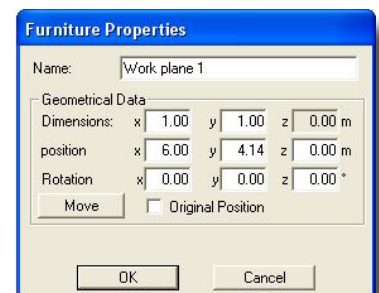 Furniture Properties
Name: Work plane 1
Geometrical Data
Dimensions: x 1.00 y 1.00 z 0.00 m
position x 6.00 y 4.14 z 0.00 m
Rotation x 0.00 y 0.00 z 0.00 °
Move Original Position
OK Cancel